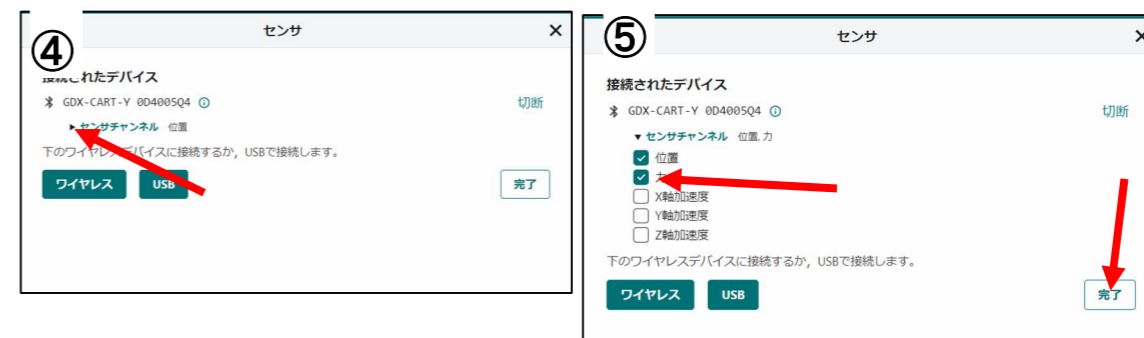 ④
センサ
×
接続されたデバイス
GDX-CART-Y 0D4005Q4
切断
▶ センサチャンネル 位置
下のワイヤレスデバイスに接続するか，USBで接続します。
ワイヤレス
USB
完了
⑤
センサ
×
接続されたデバイス
GDX-CART-Y 0D4005Q4
切断
▼ センサチャンネル 位置,力
位置
力
X軸加速度
Y軸加速度
Z軸加速度
下のワイヤレスデバイスに接続するか，USBで接続します。
ワイヤレス
USB
完了